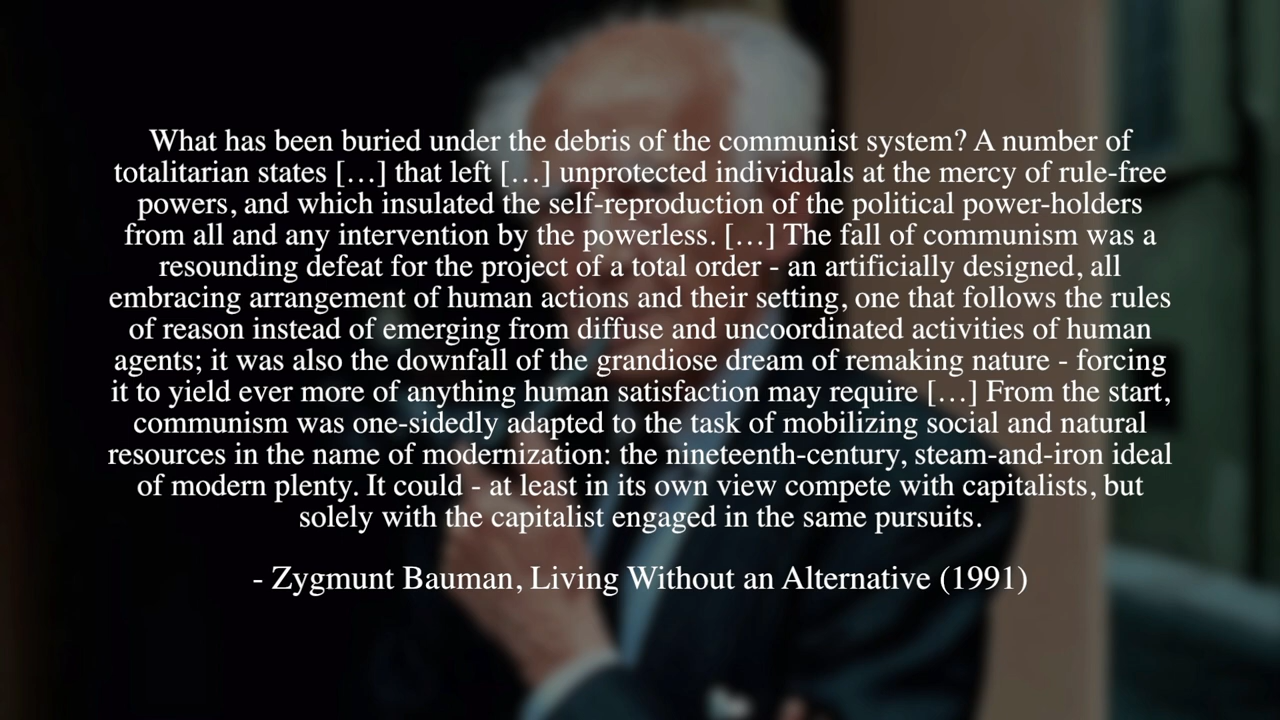 What has been buried under the debris of the communist system? A number of
totalitarian states […] that left […] unprotected individuals at the mercy of rule-free
powers, and which insulated the self-reproduction of the political power-holders
from all and any intervention by the powerless. […] The fall of communism was a
resounding defeat for the project of a total order - an artificially designed, all
embracing arrangement of human actions and their setting, one that follows the rules
of reason instead of emerging from diffuse and uncoordinated activities of human
agents; it was also the downfall of the grandiose dream of remaking nature - forcing
it to yield ever more of anything human satisfaction may require […] From the start,
communism was one-sidedly adapted to the task of mobilizing social and natural
resources in the name of modernization: the nineteenth-century, steam-and-iron ideal
of modern plenty. It could - at least in its own view compete with capitalists, but
solely with the capitalist engaged in the same pursuits.
- Zygmunt Bauman, Living Without an Alternative (1991)